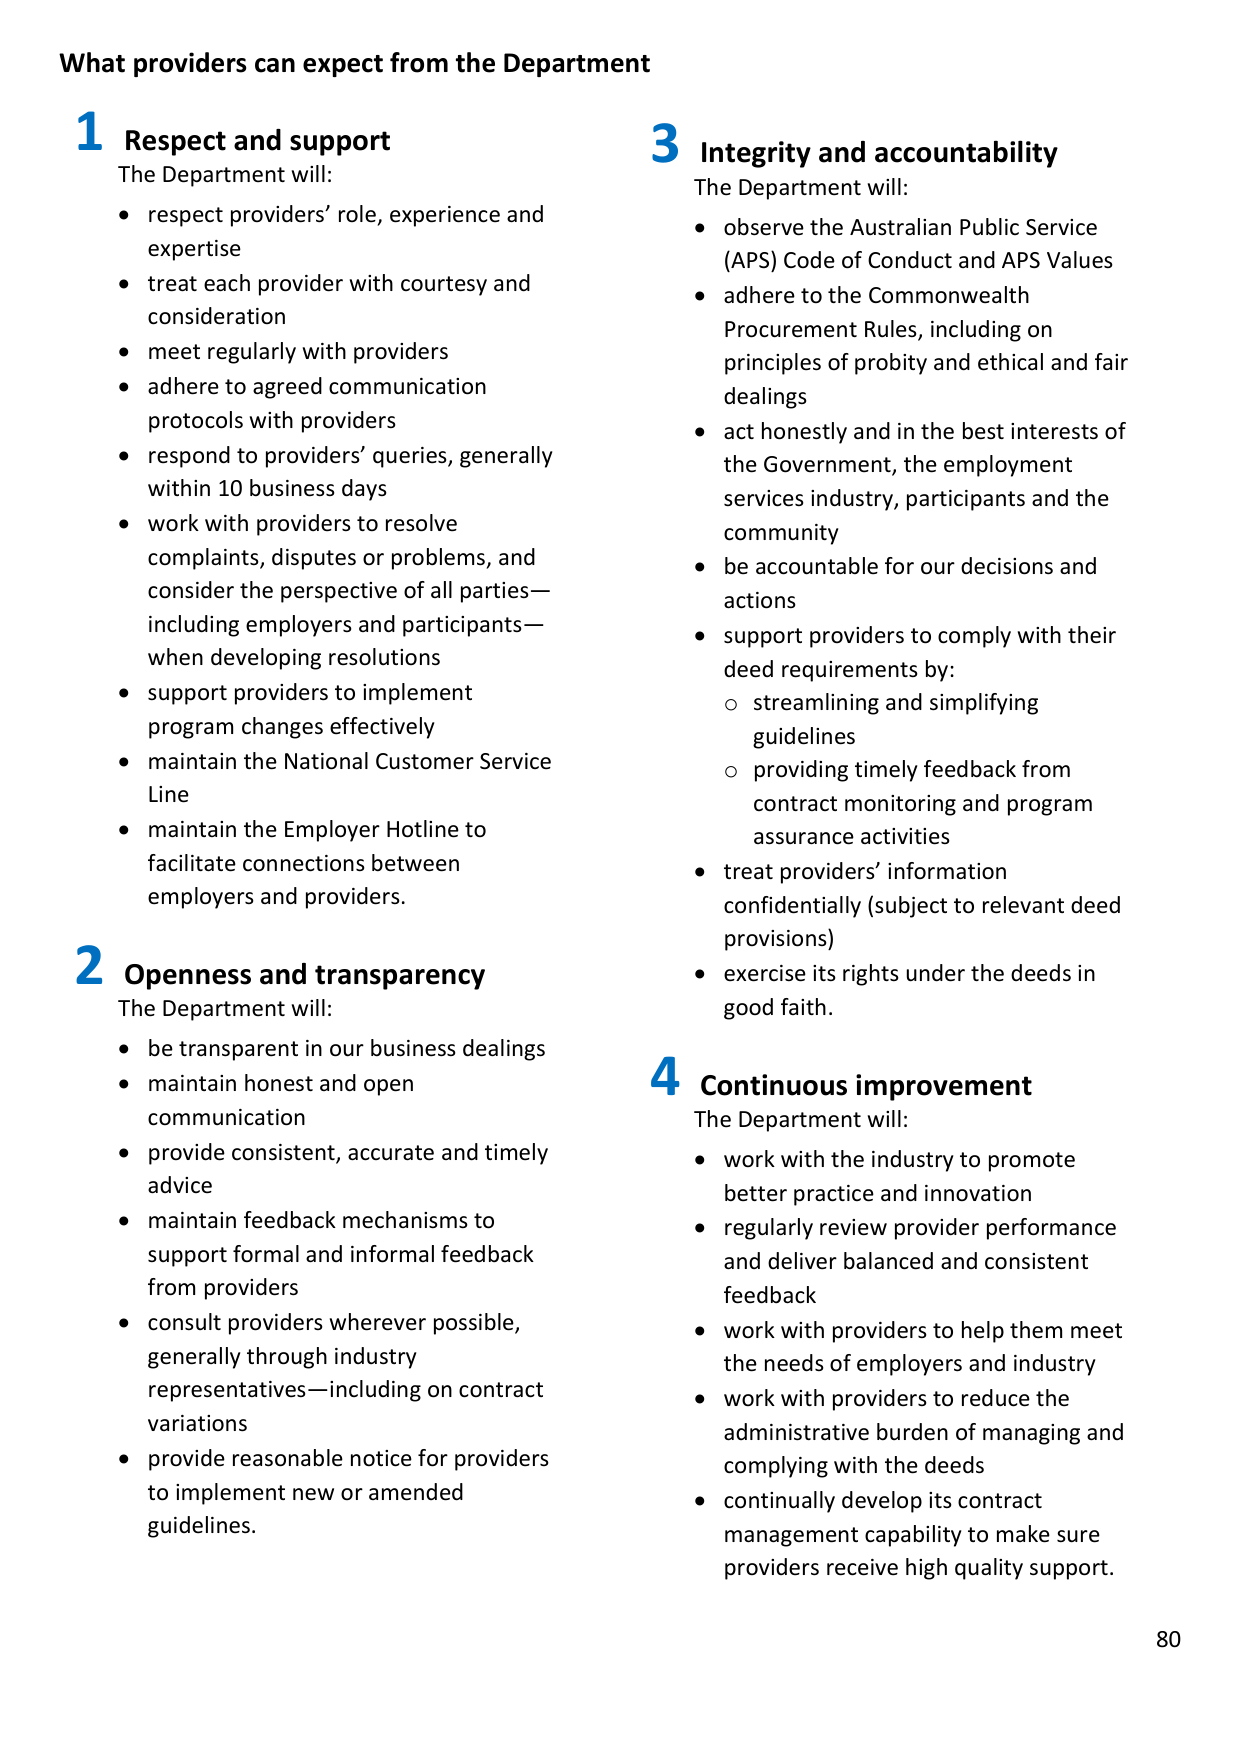 What providers can expect from the Department
1 Respect and support
The Department will:
• respect providers’ role, experience and
expertise
• treat each provider with courtesy and
consideration
• meet regularly with providers
• adhere to agreed communication
protocols with providers
• respond to providers’ queries, generally
within 10 business days
• work with providers to resolve
complaints, disputes or problems, and
consider the perspective of all parties—
including employers and participants—
when developing resolutions
• support providers to implement
program changes effectively
• maintain the National Customer Service
Line
• maintain the Employer Hotline to
facilitate connections between
employers and providers.
2 Openness and transparency
The Department will:
• be transparent in our business dealings
• maintain honest and open
communication
• provide consistent, accurate and timely
advice
• maintain feedback mechanisms to
support formal and informal feedback
from providers
• consult providers wherever possible,
generally through industry
representatives—including on contract
variations
• provide reasonable notice for providers
to implement new or amended
guidelines.
3 Integrity and accountability
The Department will:
• observe the Australian Public Service
(APS) Code of Conduct and APS Values
• adhere to the Commonwealth
Procurement Rules, including on
principles of probity and ethical and fair
dealings
• act honestly and in the best interests of
the Government, the employment
services industry, participants and the
community
• be accountable for our decisions and
actions
• support providers to comply with their
deed requirements by:
o streamlining and simplifying
guidelines
o providing timely feedback from
contract monitoring and program
assurance activities
• treat providers’ information
confidentially (subject to relevant deed
provisions)
• exercise its rights under the deeds in
good faith.
4 Continuous improvement
The Department will:
• work with the industry to promote
better practice and innovation
• regularly review provider performance
and deliver balanced and consistent
feedback
• work with providers to help them meet
the needs of employers and industry
• work with providers to reduce the
administrative burden of managing and
complying with the deeds
• continually develop its contract
management capability to make sure
providers receive high quality support.
80